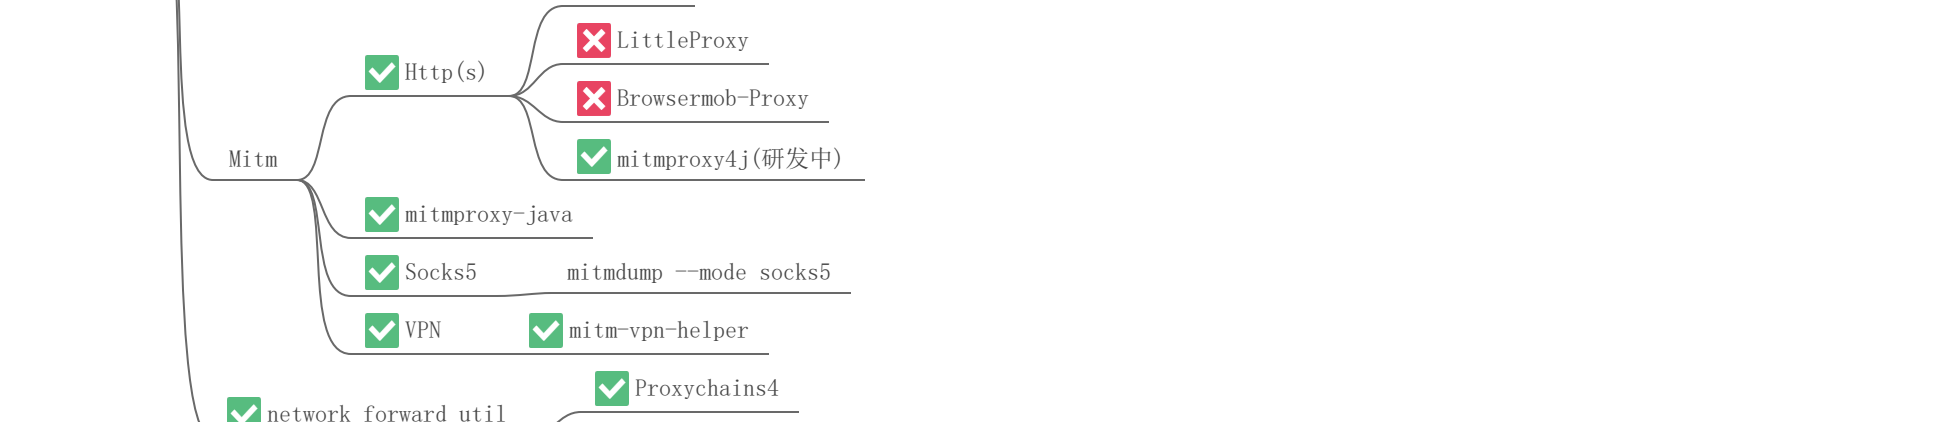 LittleProxy
Http(s)
Browsermob-Proxy
Mitm
mitmproxy4j(研发中)
mitmproxy-java
Socks5
mitmdump --mode socks5
VPN
mitm-vpn-helper
Proxychains4
network forward util